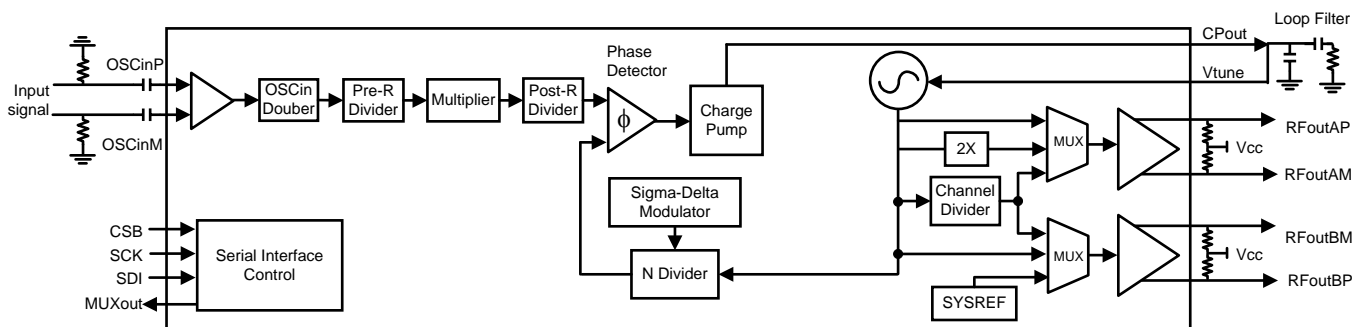 Loop Filter
CPout
Phase
Detector
OSCinP
Vtune
Input
signal
OSCin
Douber
Pre-R
Divider
Multiplier
Post-R
Divider
ϕ
Charge
Pump
OSCinM
MUX
2X
RFoutAP
Vcc
RFoutAM
Sigma-Delta
Modulator
Channel
Divider
CSB
SCK
SDI
MUXout
Serial Interface
Control
N Divider
MUX
SYSREF
RFoutBM
Vcc
RFoutBP